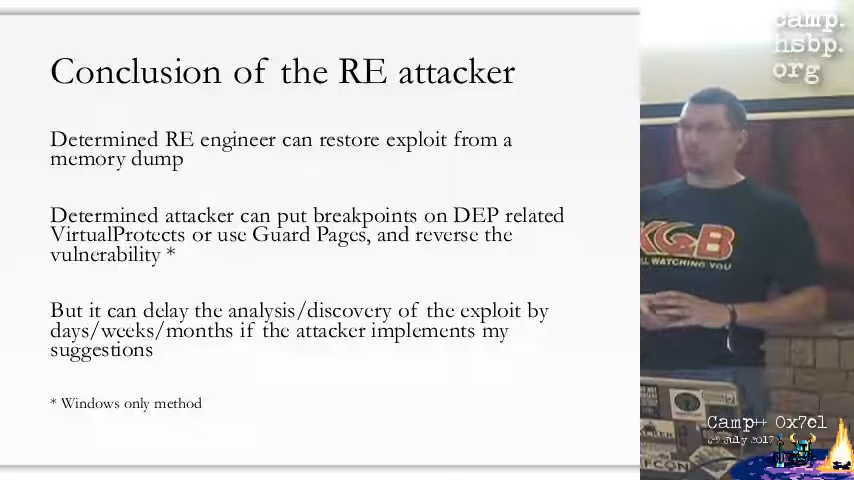 Conclusion of the RE attacker
Determined RE engineer can restore exploit from a
memory dump
Determined attacker can put breakpoints on DEP related
VirtualProtects or use Guard Pages, and reverse the
vulnerability *
But it can delay the analysis/discovery of the exploit by
days/weeks/months if the attacker implements my
suggestions
* Windows only method
camp.
hsbp.
org
KGB
LL WATCHING YOU
Camp++ 0x7e1
July 2017